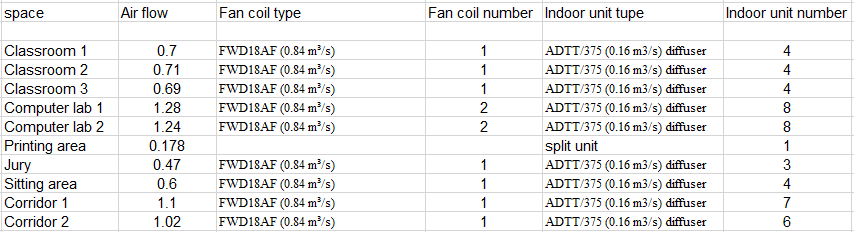 space Air flow Fan coil type Fan coil number Indoor unit tupe Indoor unit number
Classroom 1 0.7 FWD18AF (0.84 m³/s) 1 ADTT/375 (0.16 m3/s) diffuser 4
Classroom 2 0.71 FWD18AF (0.84 m³/s) 1 ADTT/375 (0.16 m3/s) diffuser 4
Classroom 3 0.69 FWD18AF (0.84 m³/s) 1 ADTT/375 (0.16 m3/s) diffuser 4
Computer lab 1 1.28 FWD18AF (0.84 m³/s) 2 ADTT/375 (0.16 m3/s) diffuser 8
Computer lab 2 1.24 FWD18AF (0.84 m³/s) 2 ADTT/375 (0.16 m3/s) diffuser 8
Printing area 0.178 split unit 1
Jury 0.47 FWD18AF (0.84 m³/s) 1 ADTT/375 (0.16 m3/s) diffuser 3
Sitting area 0.6 FWD18AF (0.84 m³/s) 1 ADTT/375 (0.16 m3/s) diffuser 4
Corridor 1 1.1 FWD18AF (0.84 m³/s) 1 ADTT/375 (0.16 m3/s) diffuser 7
Corridor 2 1.02 FWD18AF (0.84 m³/s) 1 ADTT/375 (0.16 m3/s) diffuser 6